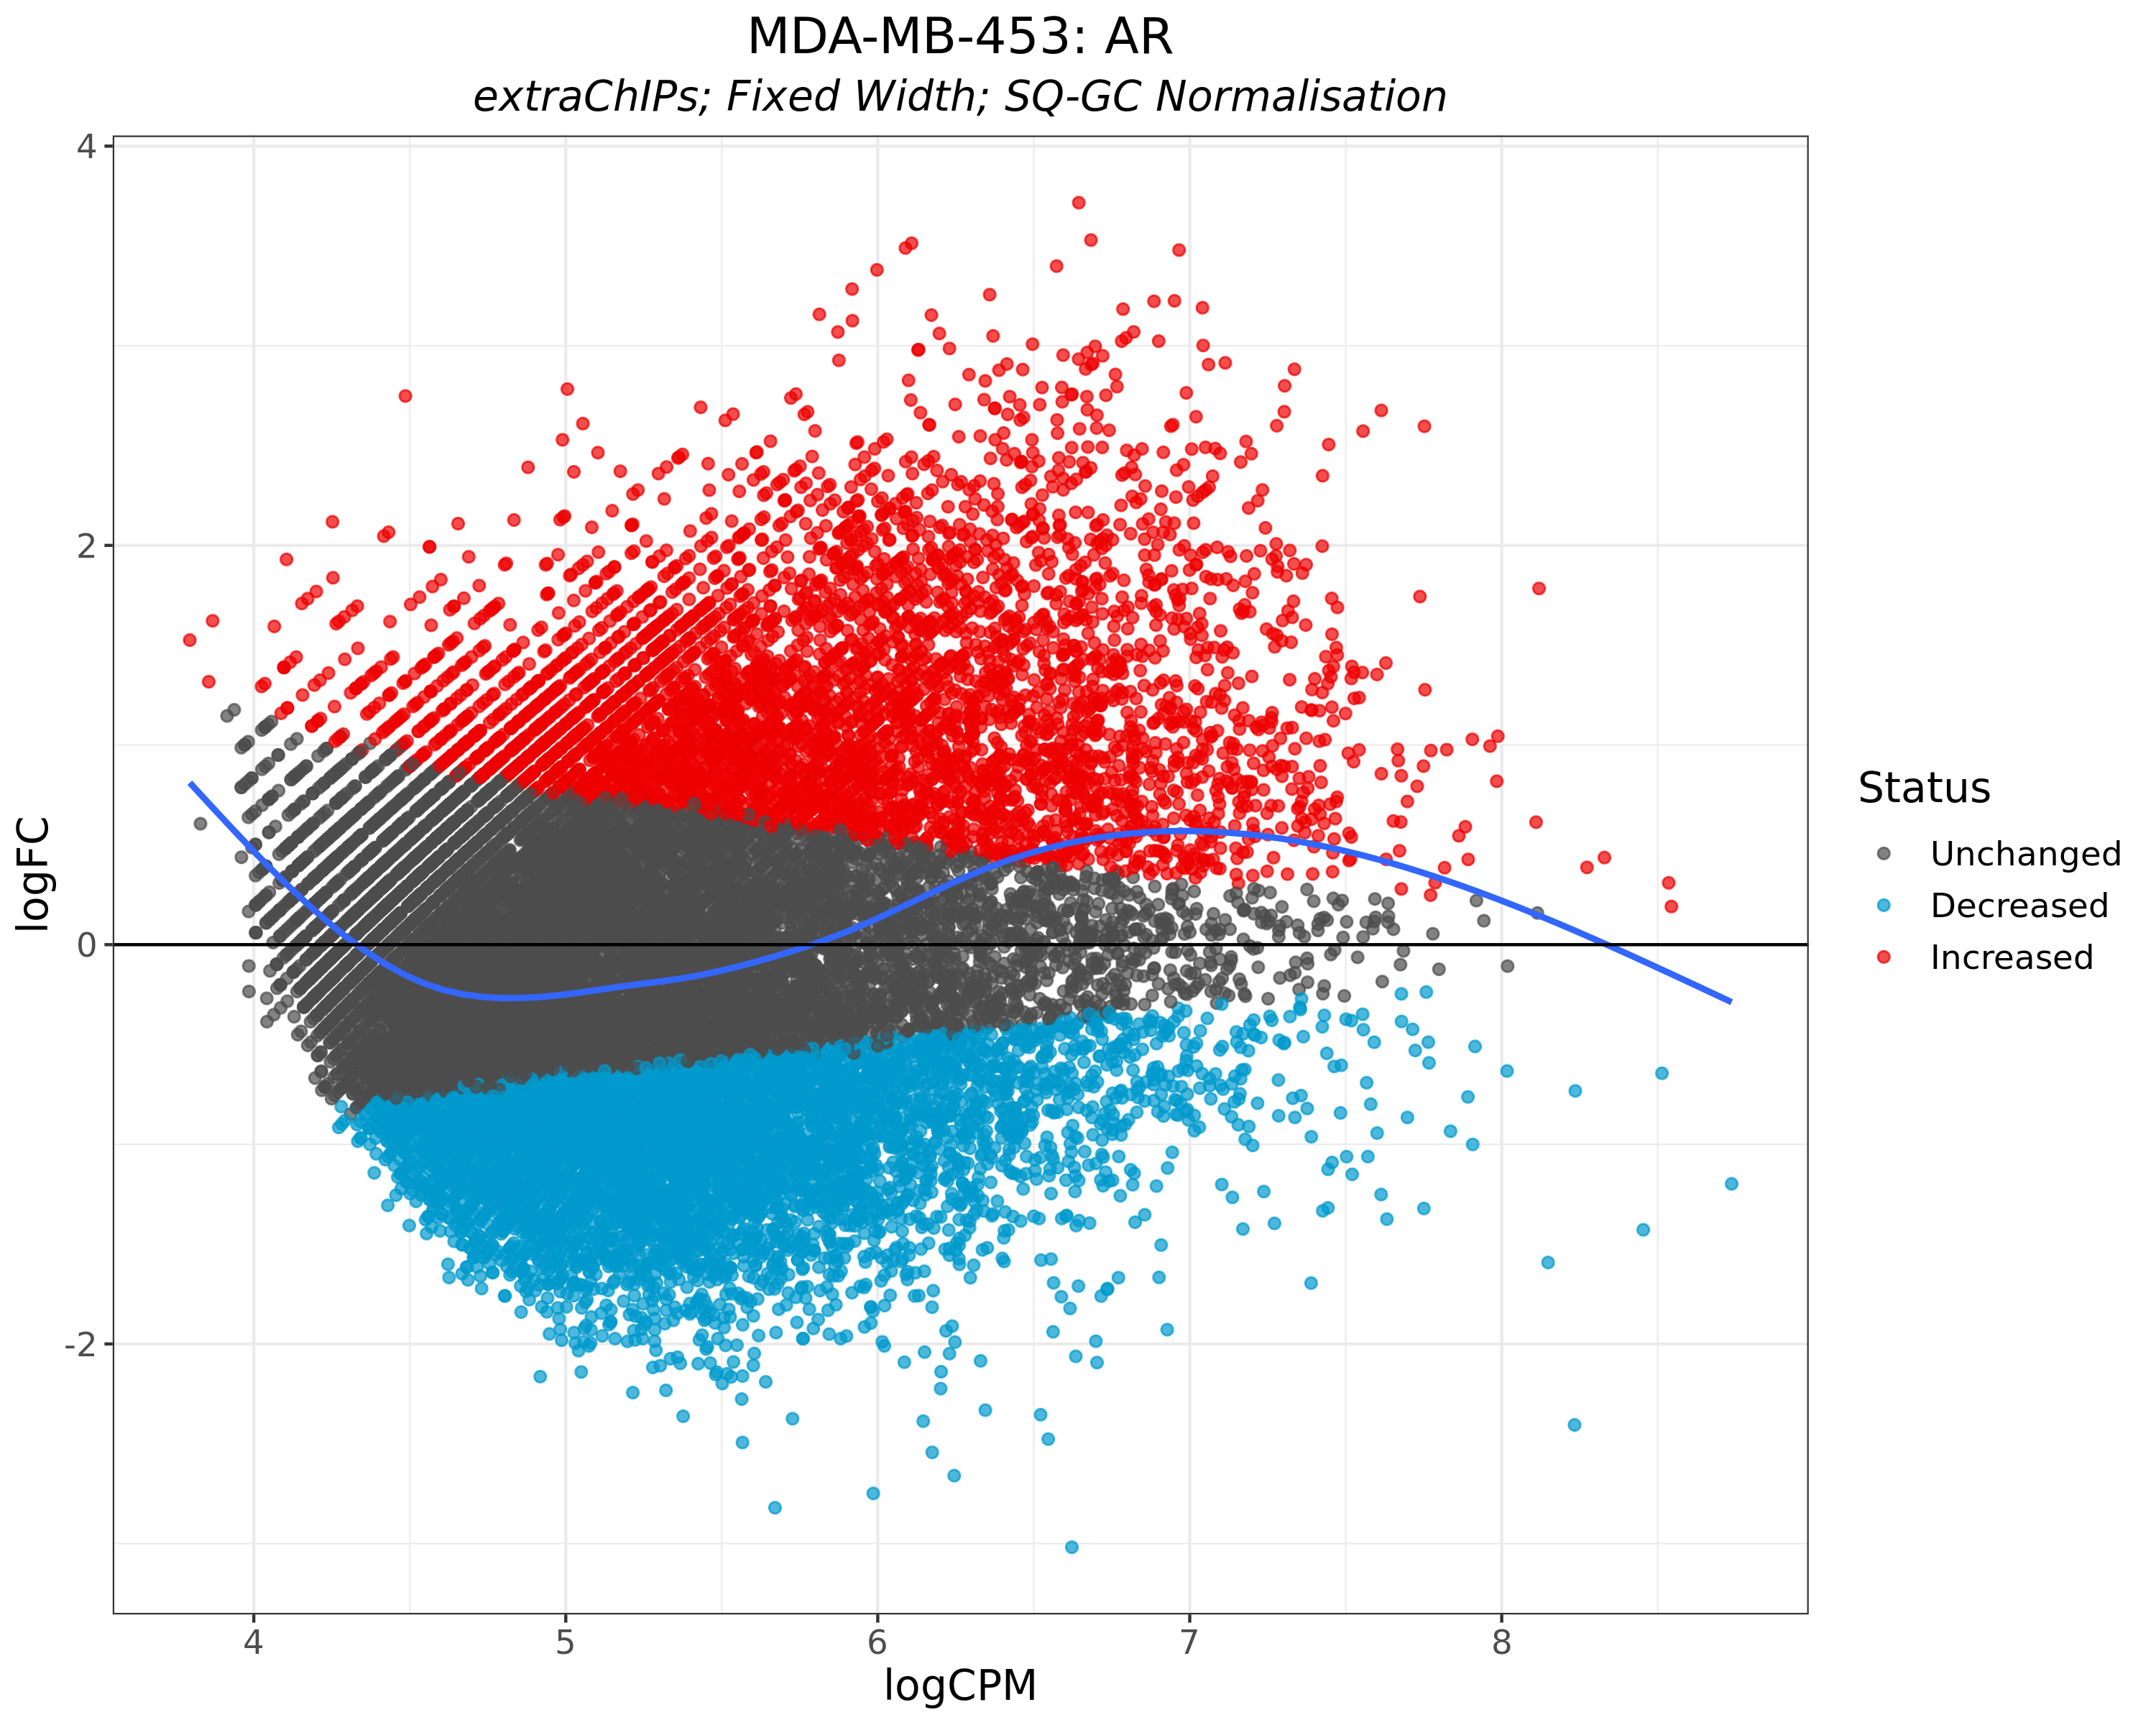 MDA-MB-453: AR
extraChIPs; Fixed Width; SQ-GC Normalisation
4
2
0
-2
logFC
4 5 6 7 8
logCPM
Status
Unchanged
Decreased
Increased